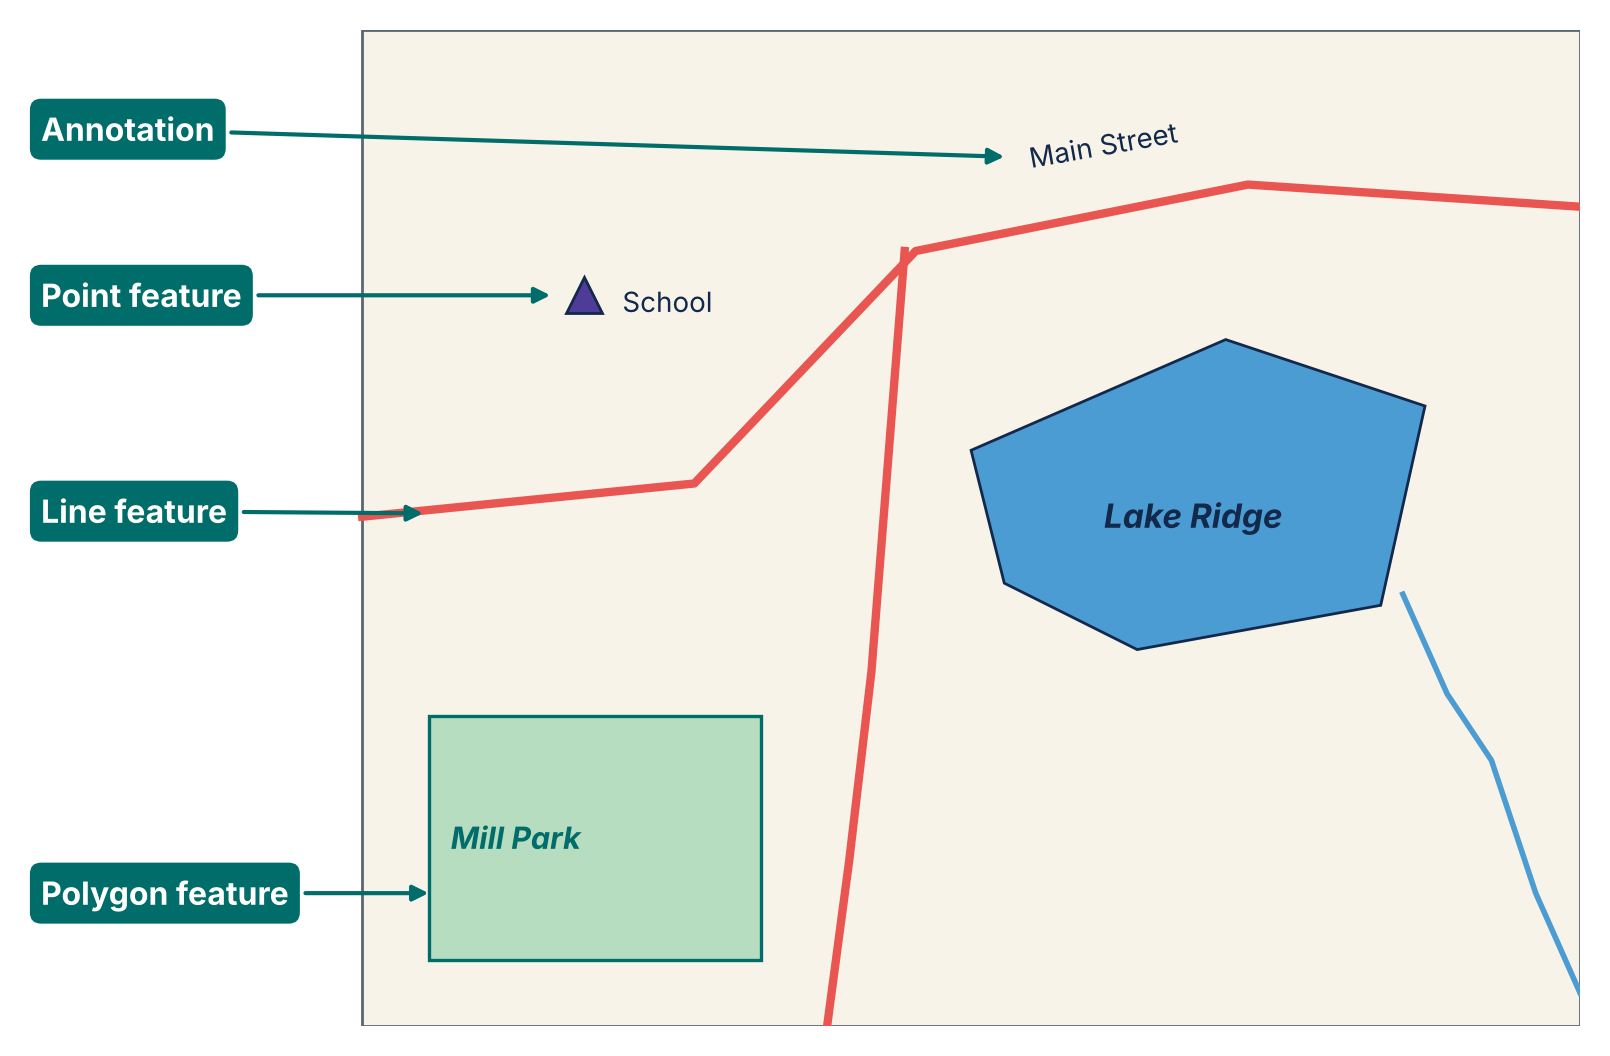 Annotation
Main Street
Point feature
School
Line feature
Lake Ridge
Mill Park
Polygon feature